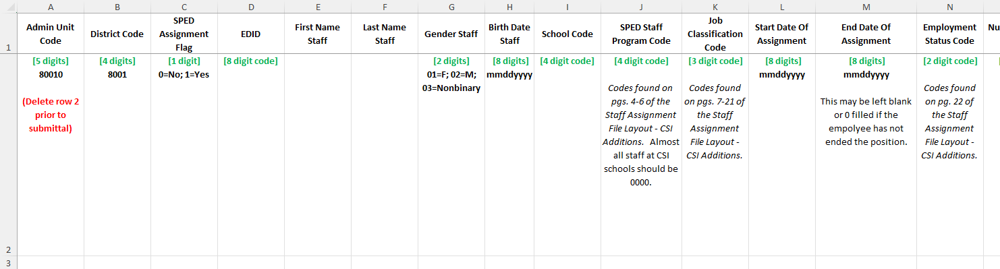 A B C D E F G H I J K L M N
1
Admin Unit
Code
District Code
SPED
Assignment
Flag
EDID
First Name
Staff
Last Name
Staff
Gender Staff
Birth Date
Staff
School Code
SPED Staff
Program Code
Job
Classification
Code
Start Date Of
Assignment
End Date Of
Assignment
Employment
Status Code
Nu
2
[5 digits]
80010
(Delete row 2
prior to
submittal)
[4 digits]
8001
[1 digit]
0=No; 1=Yes
[8 digit code]
[2 digits]
01=F; 02=M;
03=Nonbinary
[8 digits]
mmddyyyy
[4 digit code]
[4 digit code]
Codes found on
pgs. 4-6 of the
Staff Assignment
File Layout - CSI
Additions. Almost
all staff at CSI
schools should be
0000.
[3 digit code]
Codes found
on pgs. 7-21 of
the Staff
Assignment
File Layout -
CSI Additions.
[8 digits]
mmddyyyy
[8 digits]
mmddyyyy
This may be left blank
or 0 filled if the
empolyee has not
ended the position.
[2 digit code]
Codes found
on pg. 22 of
the Staff
Assignment
File Layout -
CSI Additions.
3